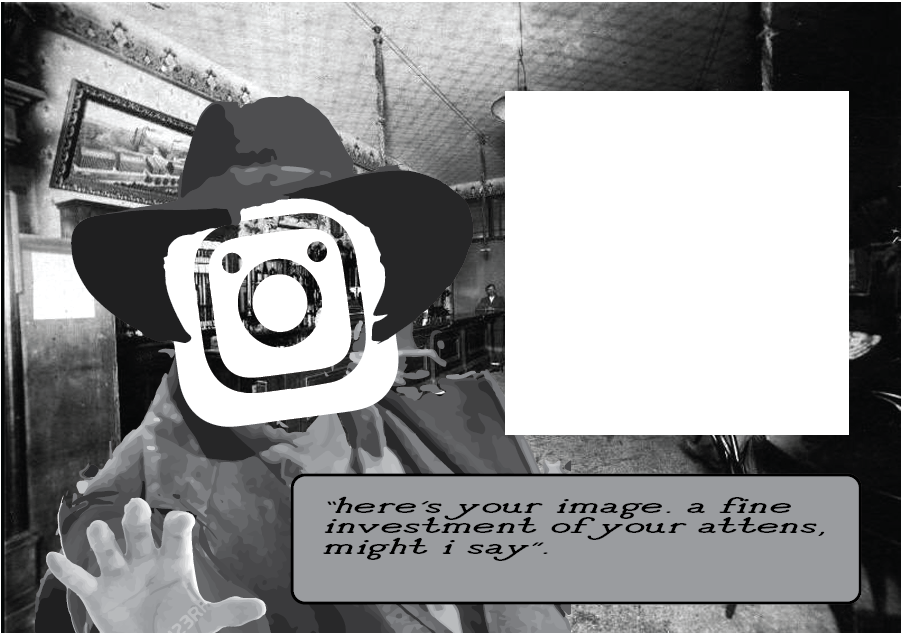 “here’s your image. a fine
investment of your attens,
might i say”.